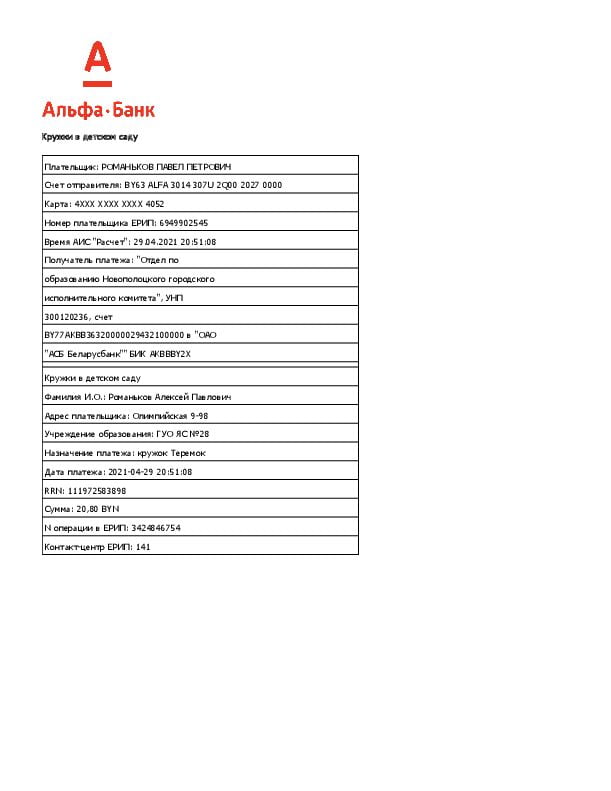 А
Альфа·Банк
Кружки в детском саду
Плательщик: РОМАНЬКОВ ПАВЕЛ ПЕТРОВИЧ
Счет отправителя: BY63 ALFA 3014 307U 2Q00 2027 0000
Карта: 4XXX XXXX XXXX 4052
Номер плательщика ЕРИП: 6949902545
Время АИС "Расчет": 29.04.2021 20:51:08
Получатель платежа: "Отдел по
образованию Новополоцкого городского
исполнительного комитета", УНП
300120236, счет
BY77AKBB36320000029432100000 в "ОАО
"АСБ Беларусбанк"" БИК AKBBBY2X
Кружки в детском саду
Фамилия И.О.: Романьков Алексей Павлович
Адрес плательщика: Олимпийская 9-98
Учреждение образования: ГУО ЯС №28
Назначение платежа: кружок Теремок
Дата платежа: 2021-04-29 20:51:08
RRN: 111972583898
Сумма: 20,80 BYN
N операции в ЕРИП: 3424846754
Контакт-центр ЕРИП: 141